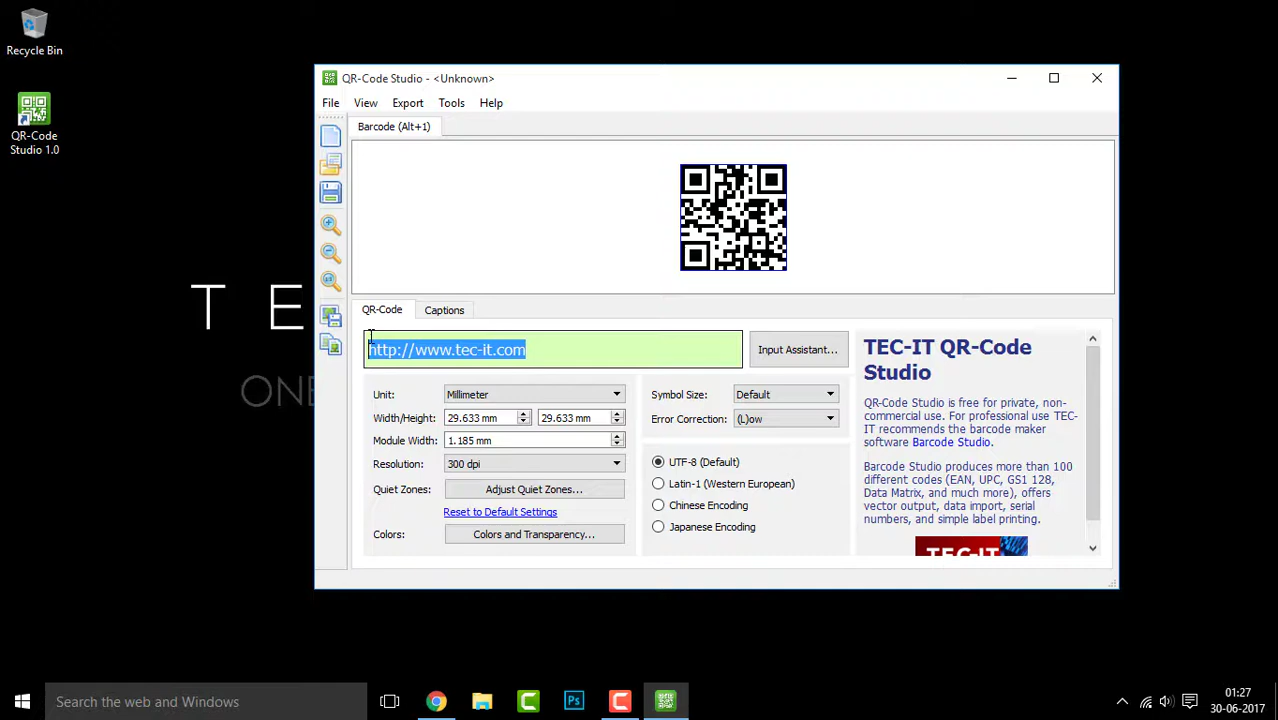 Recycle Bin
QR-Code
Studio 1.0
T E
ONE
QR-Code Studio - <Unknown>
File View Export Tools Help
Barcode (Alt+1)
QR-Code Captions
http://www.tec-it.com
Input Assistant...
Unit: Millimeter
Width/Height: 29.633 mm 29.633 mm
Module Width: 1.185 mm
Resolution: 300 dpi
Quiet Zones: Adjust Quiet Zones...
Reset to Default Settings
Colors: Colors and Transparency...
Symbol Size: Default
Error Correction: (L)ow
UTF-8 (Default)
Latin-1 (Western European)
Chinese Encoding
Japanese Encoding
TEC-IT QR-Code
Studio
QR-Code Studio is free for private, non-
commercial use. For professional use TEC-
IT recommends the barcode maker
software Barcode Studio.
Barcode Studio produces more than 100
different codes (EAN, UPC, GS1 128,
Data Matrix, and much more), offers
vector output, data import, serial
numbers, and simple label printing.
TEC-IT
Search the web and Windows
Ps
01:27
30-06-2017